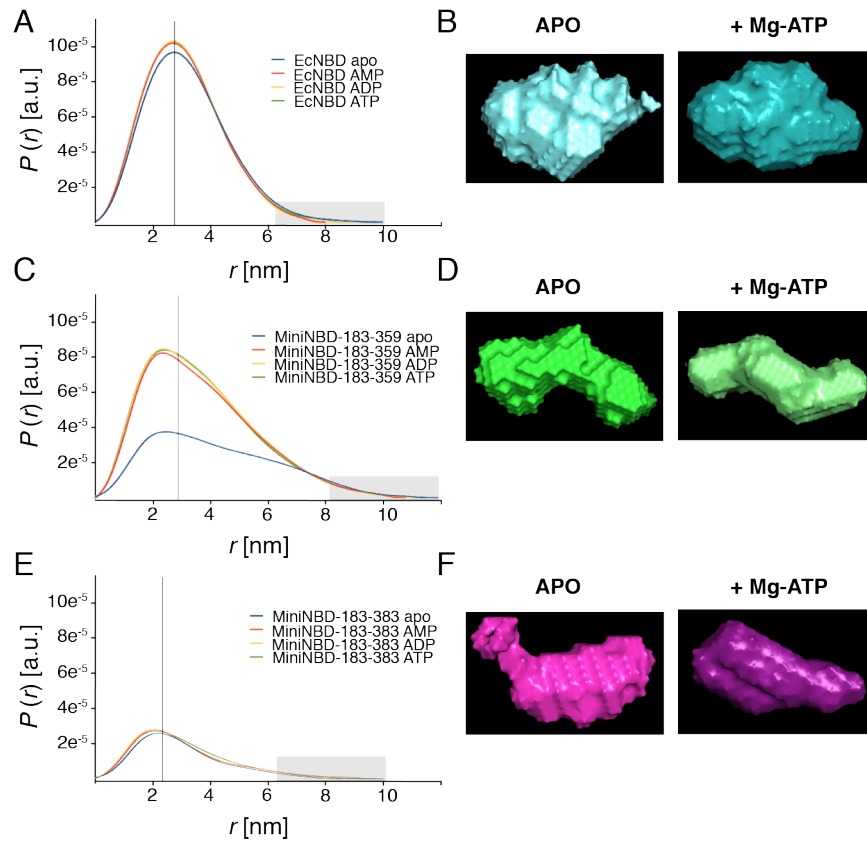 A
10e⁻⁵
8e⁻⁵
6e⁻⁵
4e⁻⁵
2e⁻⁵
P (r) [a.u.]
EcNBD apo
EcNBD AMP
EcNBD ADP
EcNBD ATP
2 4 6 8 10
r [nm]
B
APO + Mg-ATP
C
10e⁻⁵
8e⁻⁵
6e⁻⁵
4e⁻⁵
2e⁻⁵
P (r) [a.u.]
MiniNBD-183-359 apo
MiniNBD-183-359 AMP
MiniNBD-183-359 ADP
MiniNBD-183-359 ATP
2 4 6 8 10
r [nm]
D
APO + Mg-ATP
E
10e⁻⁵
8e⁻⁵
6e⁻⁵
4e⁻⁵
2e⁻⁵
P (r) [a.u.]
MiniNBD-183-383 apo
MiniNBD-183-383 AMP
MiniNBD-183-383 ADP
MiniNBD-183-383 ATP
2 4 6 8 10
r [nm]
F
APO + Mg-ATP